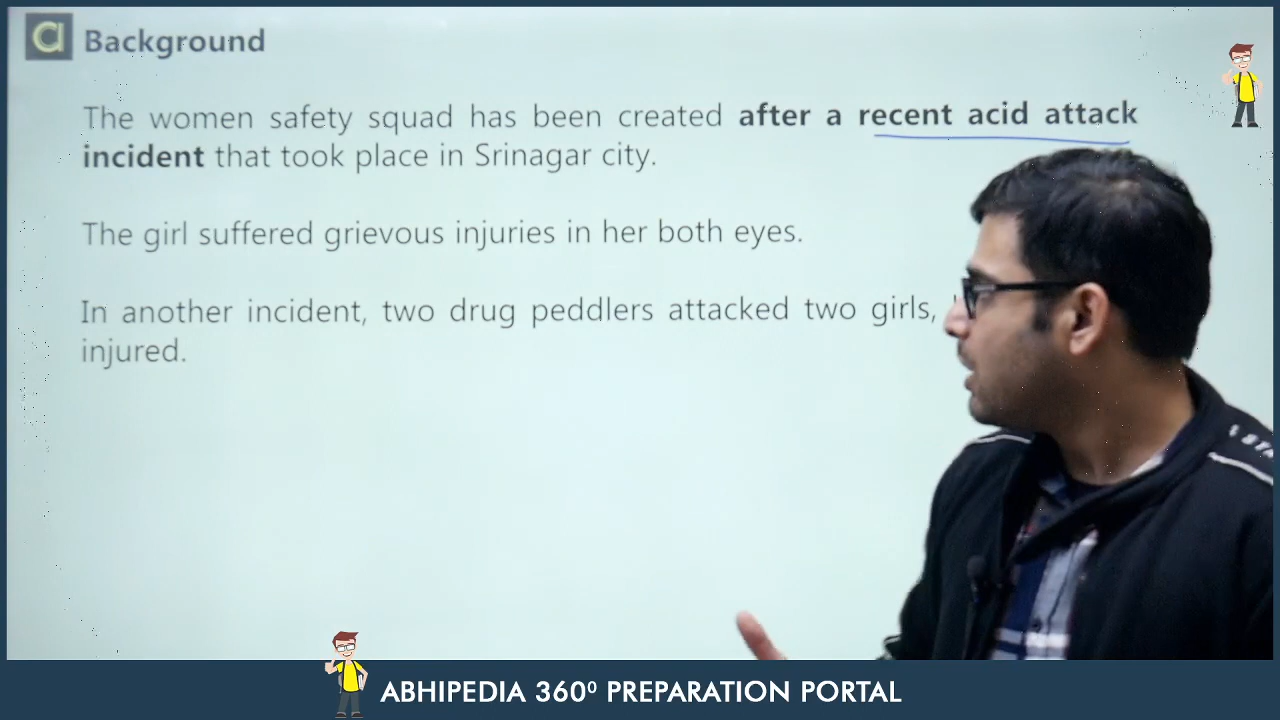 a Background
The women safety squad has been created after a recent acid attack
incident that took place in Srinagar city.
The girl suffered grievous injuries in her both eyes.
In another incident, two drug peddlers attacked two girls,
injured.
ABHIPEDIA 360⁰ PREPARATION PORTAL